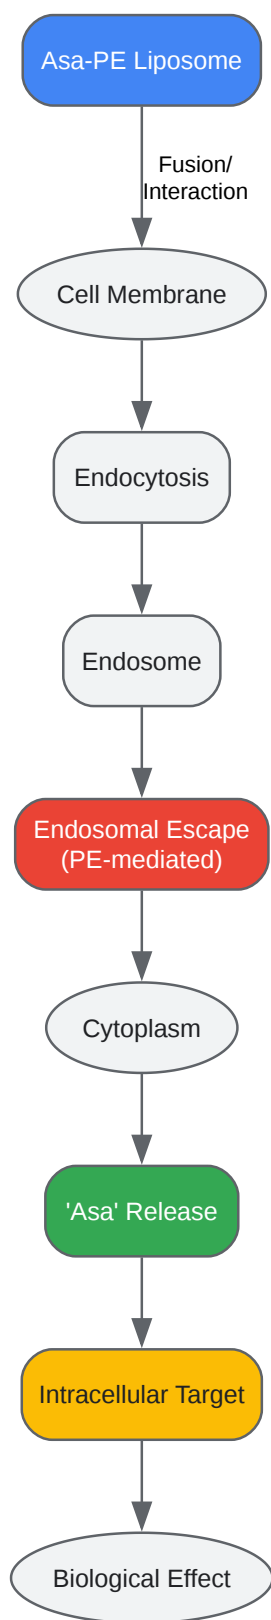 Asa-PE Liposome
Fusion/
Interaction
Cell Membrane
Endocytosis
Endosome
Endosomal Escape
(PE-mediated)
Cytoplasm
'Asa' Release
Intracellular Target
Biological Effect